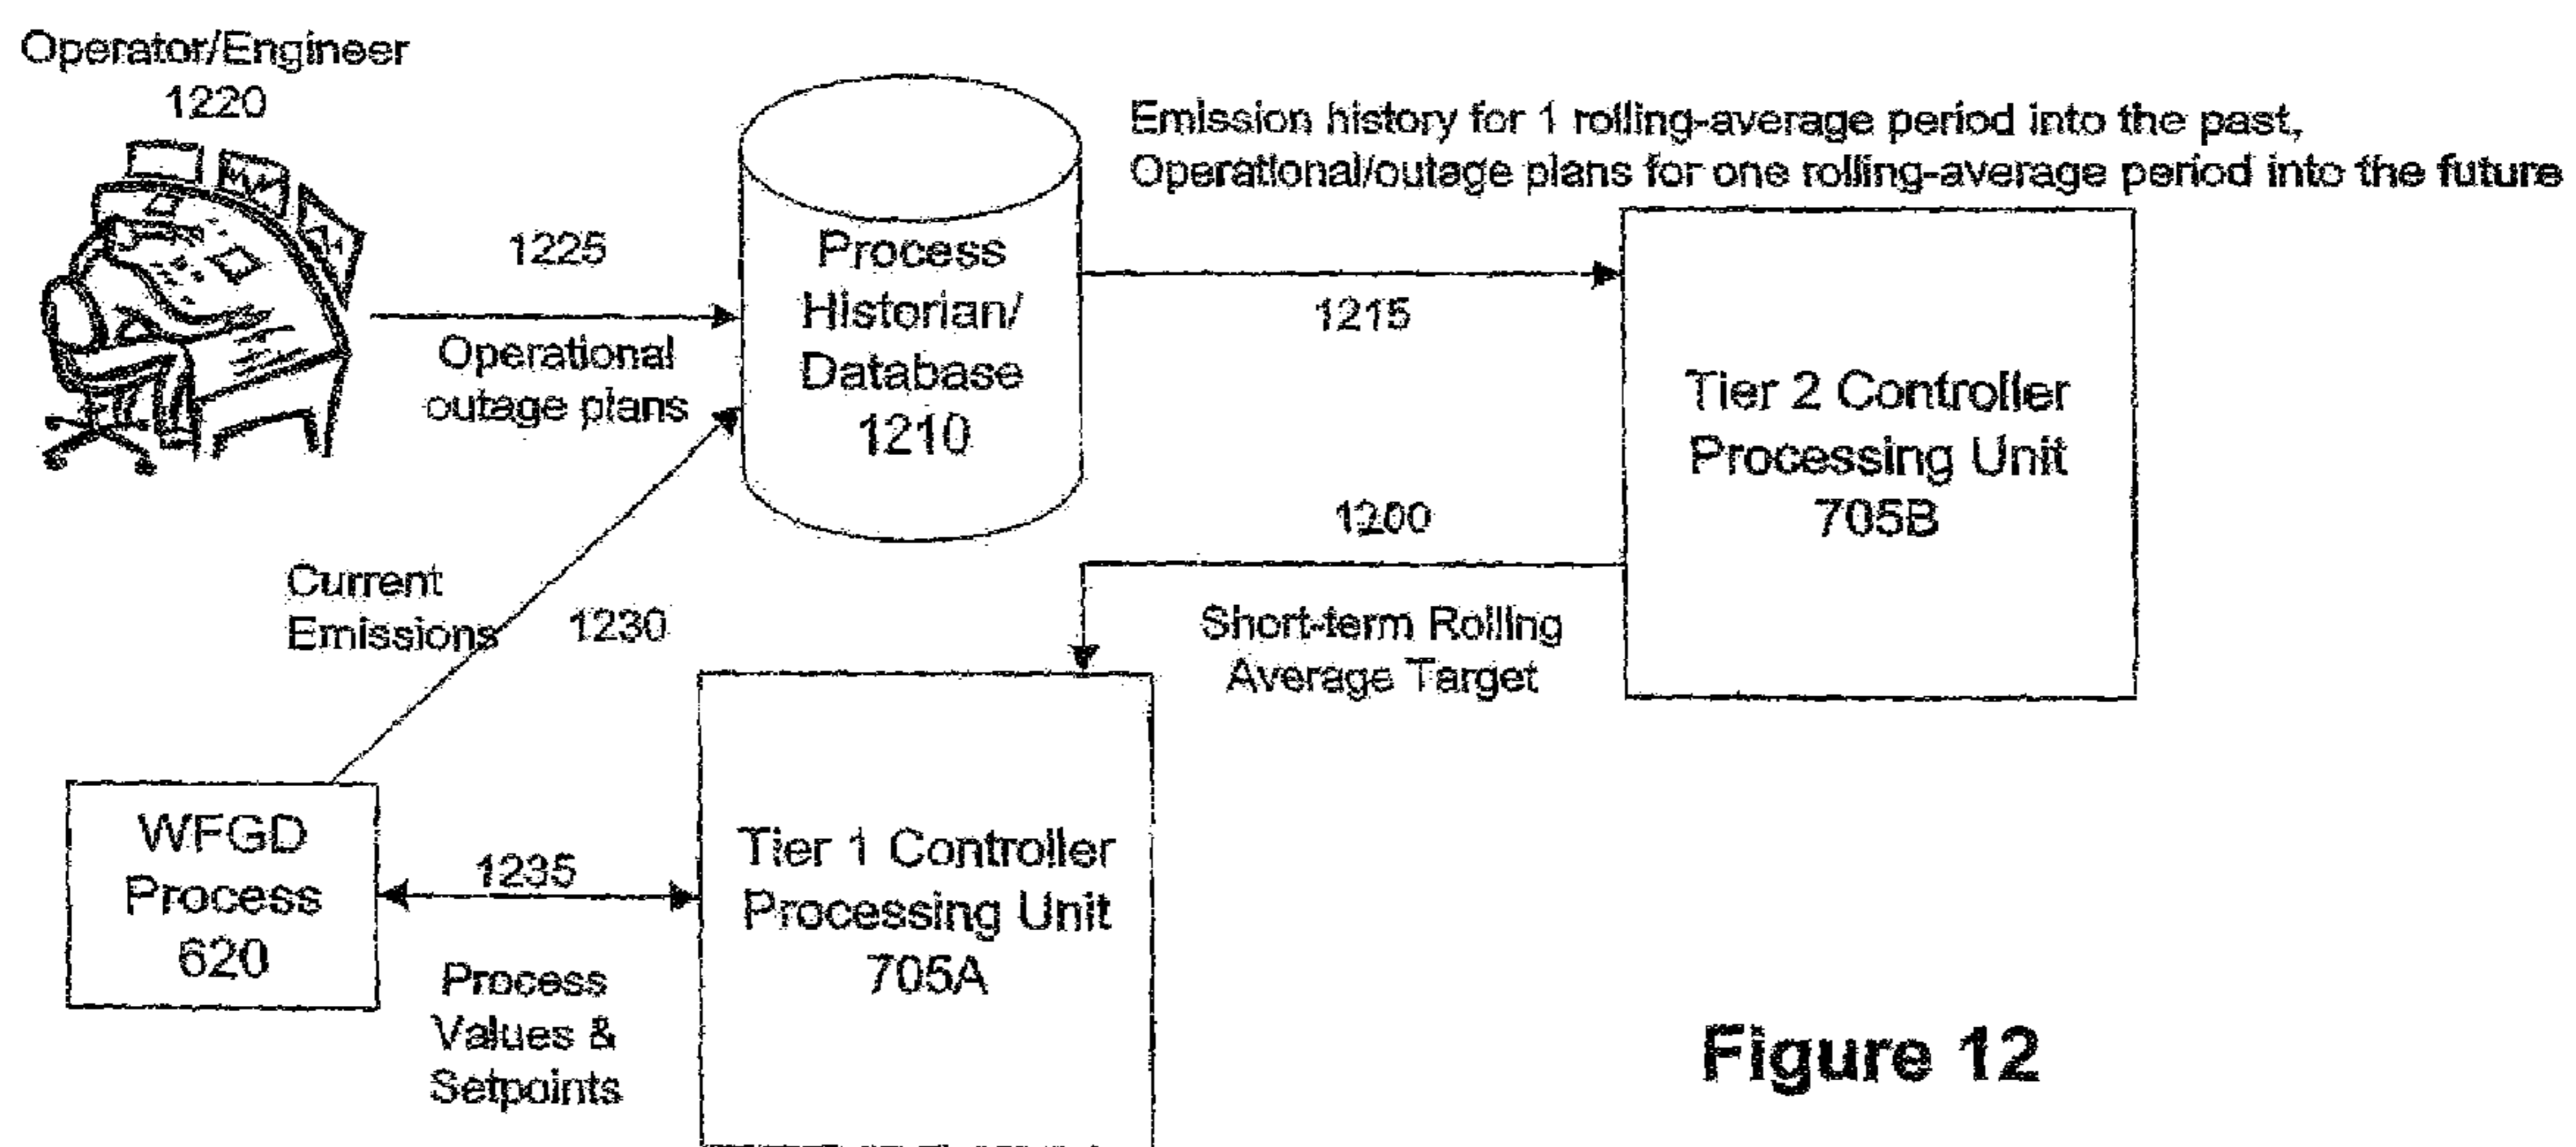 Operator/Engineer
1220
1225
Operational
outage plans
Process
Historian/
Database
1210
Emission history for 1 rolling-average period into the past,
Operational/outage plans for one rolling-average period into the future
1215
Tier 2 Controller
Processing Unit
705B
1200
Short-term Rolling
Average Target
Current
Emissions
1230
WFGD
Process
620
1235
Process
Values &
Setpoints
Tier 1 Controller
Processing Unit
705A
Figure 12